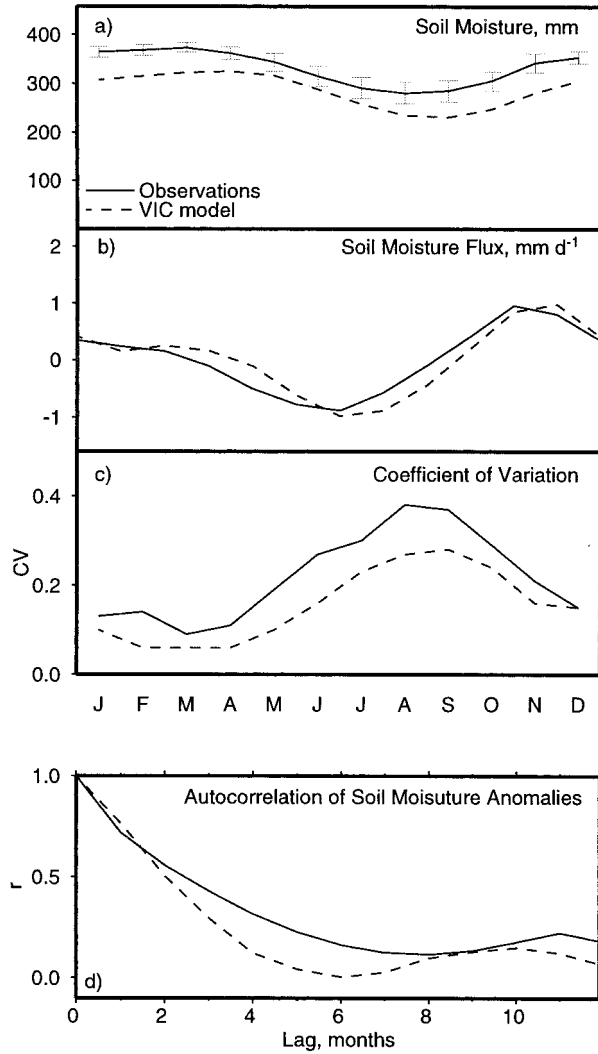 a)
Soil Moisture, mm
400
300
200
100
Observations
VIC model
b)
Soil Moisture Flux, mm d⁻¹
2
1
0
-1
c)
Coefficient of Variation
0.4
0.2
0.0
CV
J F M A M J J A S O N D
1.0
Autocorrelation of Soil Moisuture Anomalies
0.5
r
0.0
d)
0 2 4 6 8 10
Lag, months